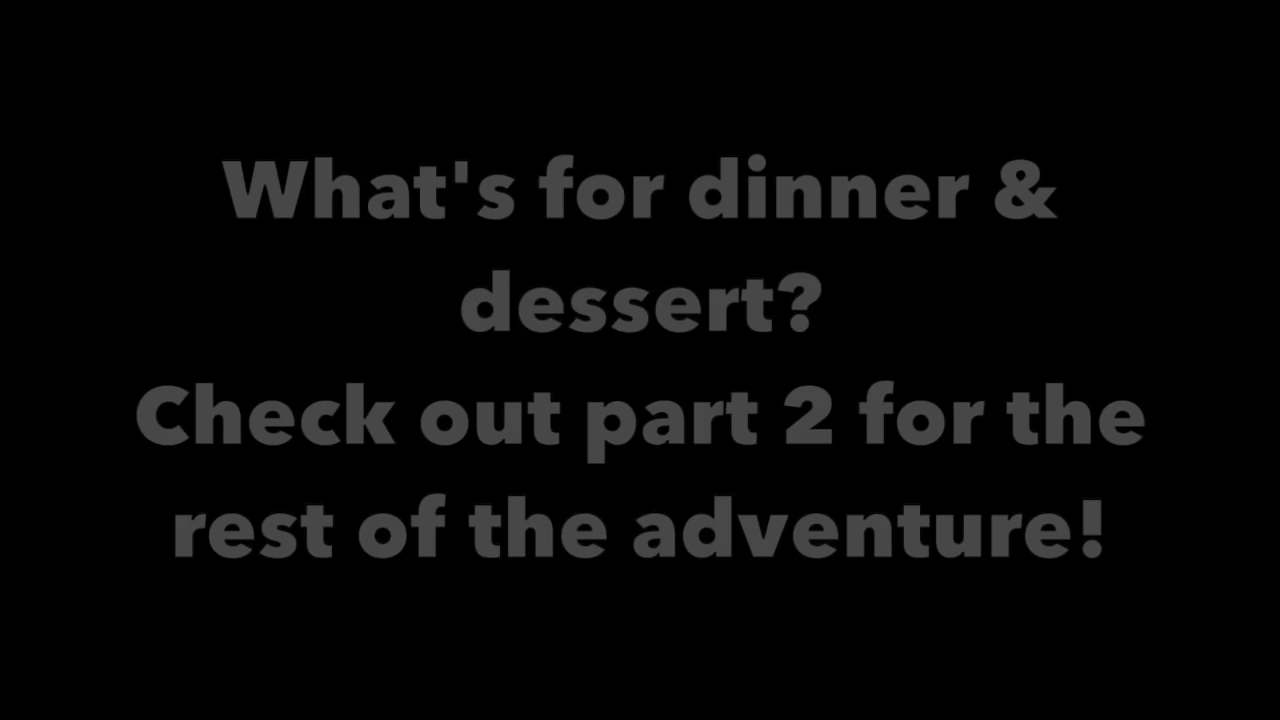 What's for dinner &
dessert?
Check out part 2 for the
rest of the adventure!